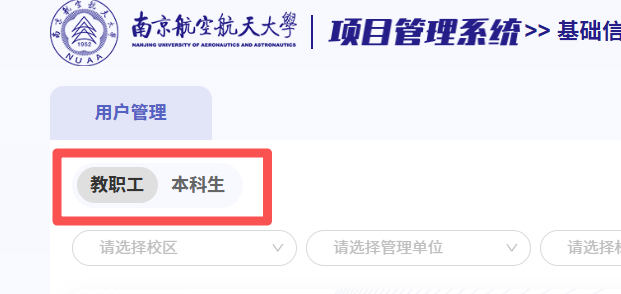 南京航空航天大學
NANJING UNIVERSITY OF AERONAUTICS AND ASTRONAUTICS
1952
NUAA
项目管理系统>> 基础信
用户管理
教职工 本科生
请选择校区 请选择管理单位 请选择